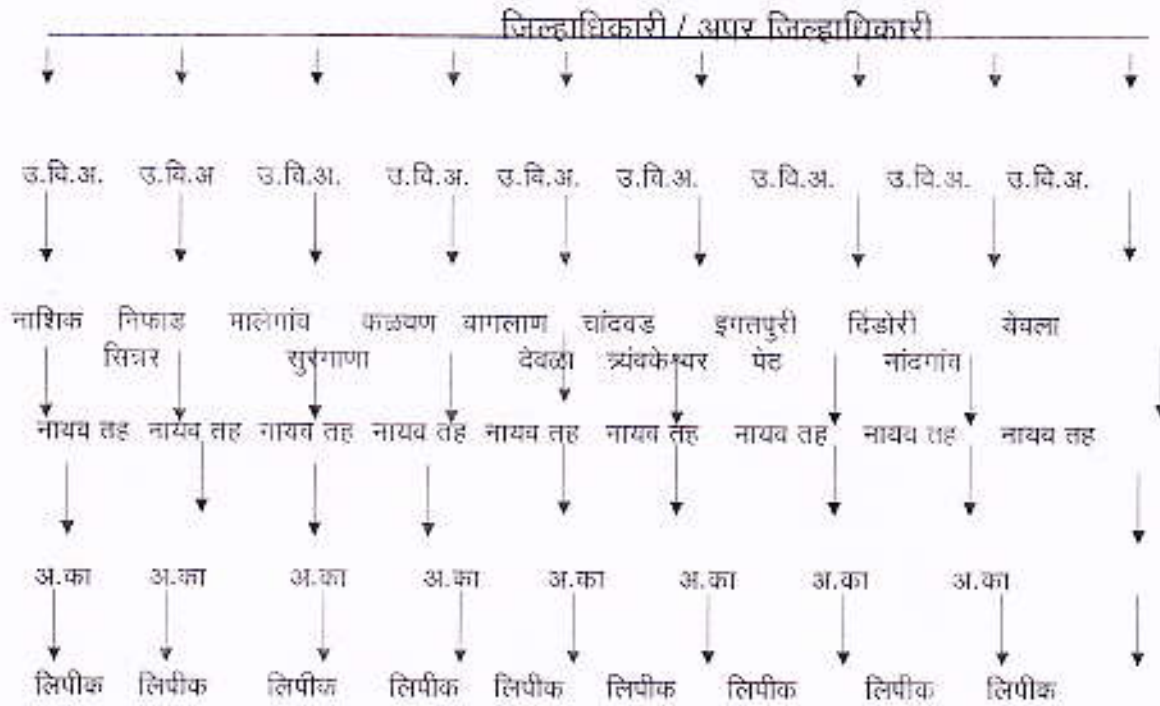 जिल्हाधिकारी / अपर जिल्हाधिकारी
उ.वि.अ. उ.वि.अ उ.वि.अ. उ.वि.अ. उ.वि.अ. उ.वि.अ. उ.वि.अ. उ.वि.अ. उ.वि.अ.
नाशिक निफाड मालेगांव कळवण बागलाण चांदवड इगतपुरी दिंडोरी येवला
सिन्नर सुरगाणा देवळा त्र्यंबकेश्वर पेठ नांदगांव
नायब तह नायब तह नायब तह नायब तह नायब तह नायब तह नायब तह नायब तह नायब तह
अ.का अ.का अ.का अ.का अ.का अ.का अ.का अ.का
लिपीक लिपीक लिपीक लिपीक लिपीक लिपीक लिपीक लिपीक लिपीक